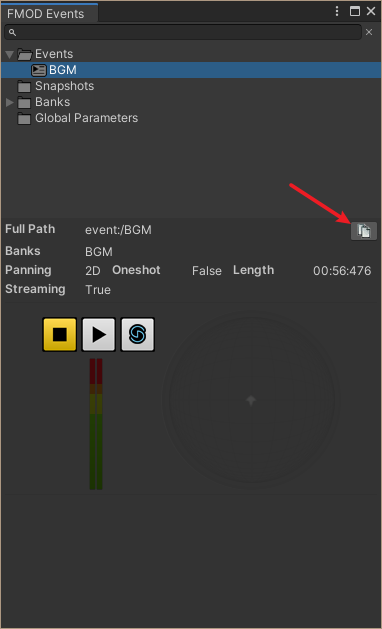 FMOD Events
Events
BGM
Snapshots
Banks
Global Parameters
Full Path event:/BGM
Banks BGM
Panning 2D Oneshot False Length 00:56:476
Streaming True